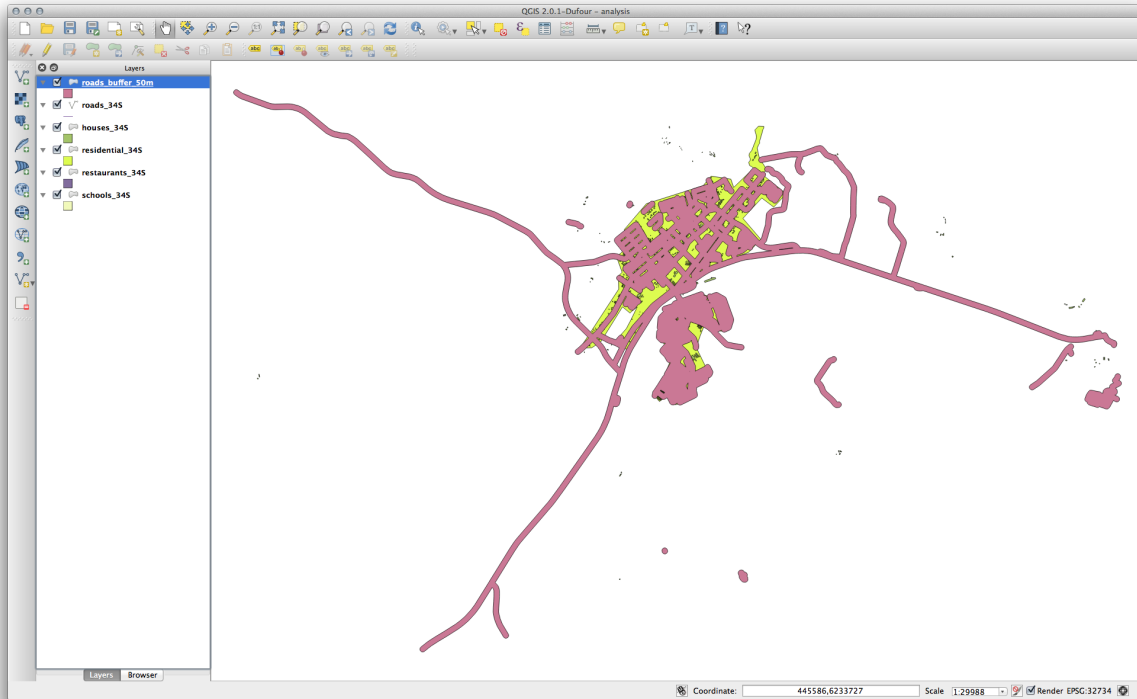 QGIS 2.0.1-Dufour - analysis
Layers
roads_buffer_50m
roads_34S
houses_34S
residential_34S
restaurants_34S
schools_34S
Layers Browser
Coordinate: 445586,6233727 Scale 1:29988 Render EPSG:32734